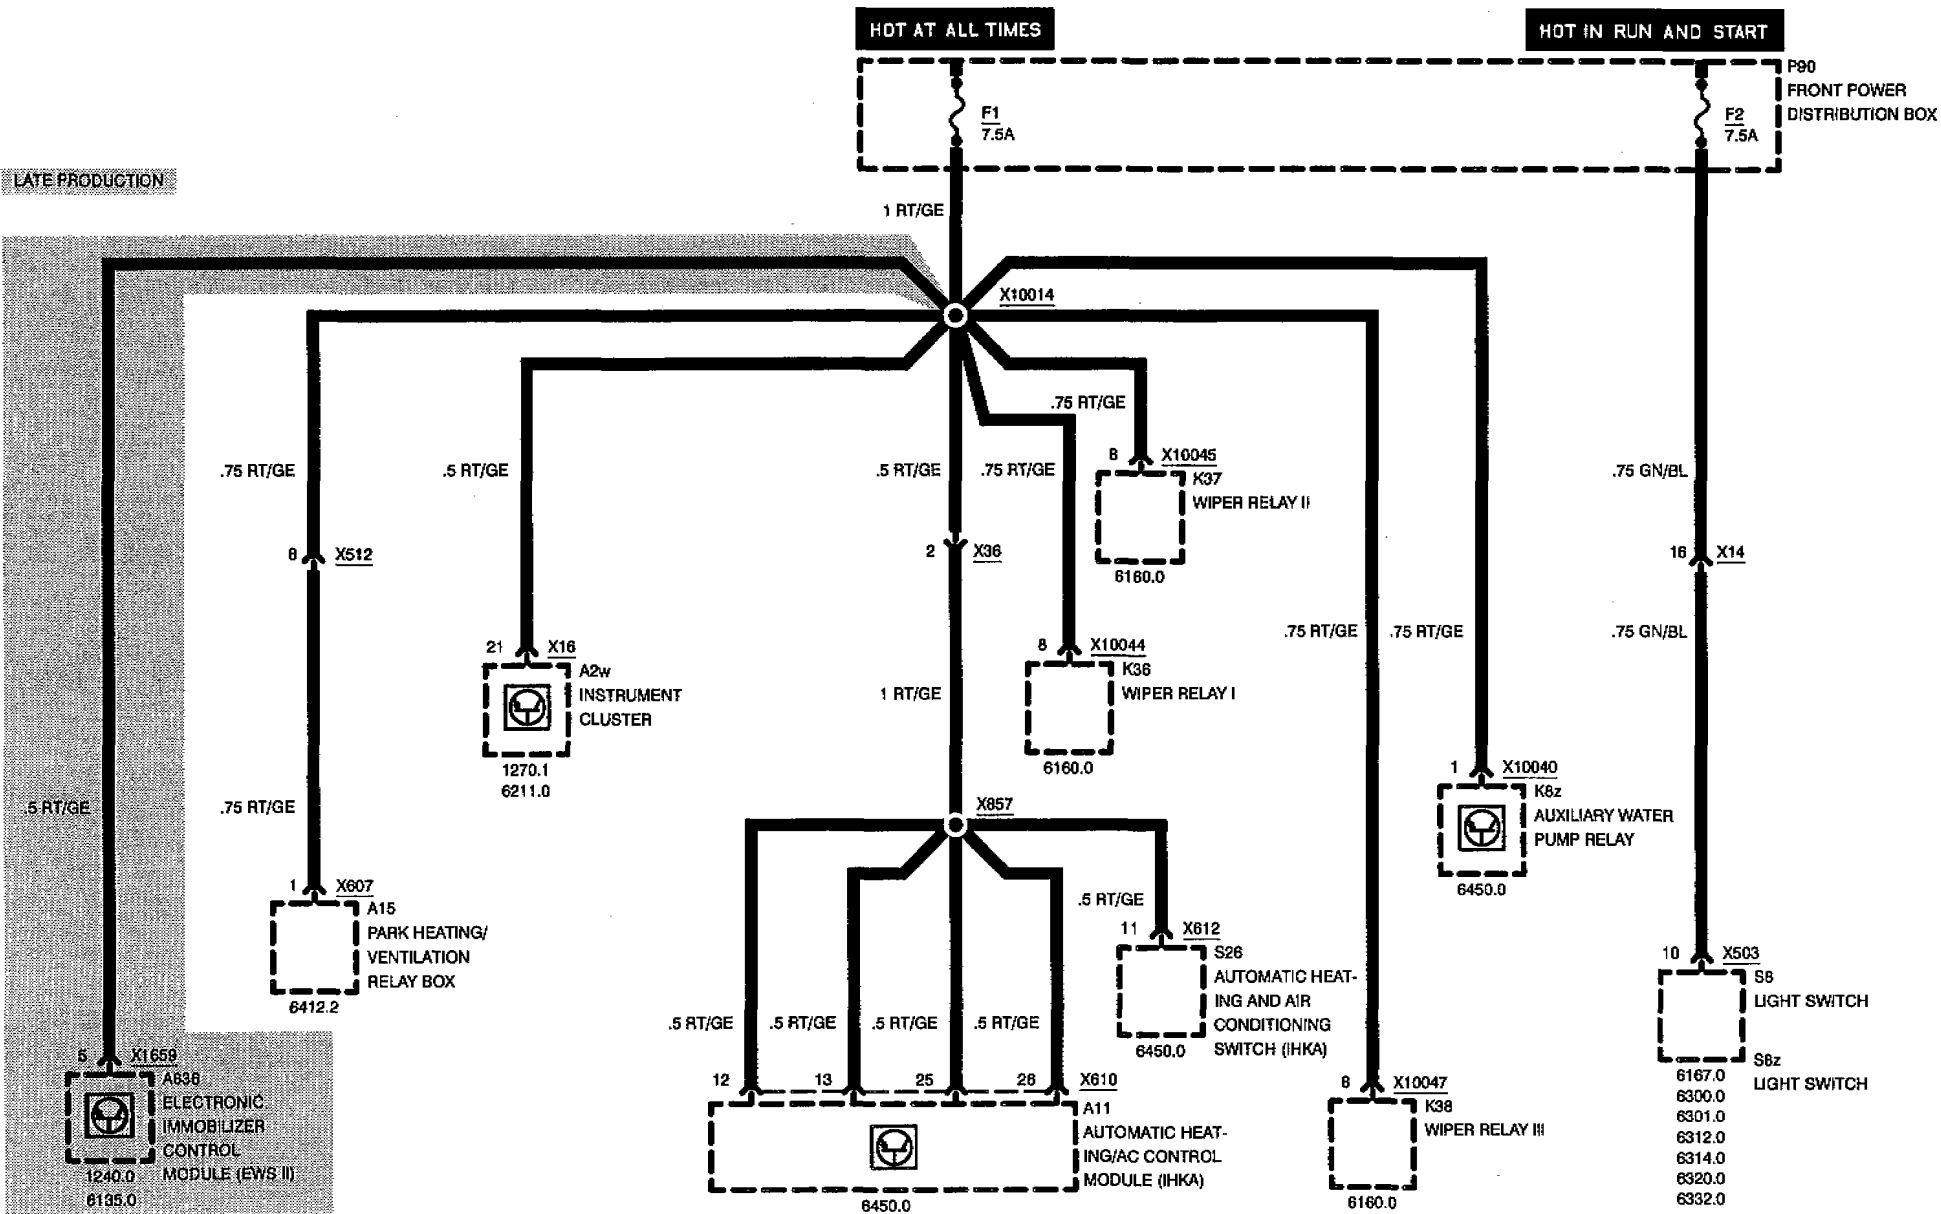 HOT AT ALL TIMES
HOT IN RUN AND START
P90
FRONT POWER
DISTRIBUTION BOX
F1
7.5A
F2
7.5A
LATE PRODUCTION
1 RT/GE
X10014
.75 RT/GE
.75 RT/GE
.5 RT/GE
.5 RT/GE
.75 RT/GE
.75 GN/BL
8 X10045
K37
WIPER RELAY II
6160.0
8 X512
2 X36
16 X14
.75 RT/GE
.75 RT/GE
.75 GN/BL
21 X16
A2w
INSTRUMENT
CLUSTER
1270.1
6211.0
8 X10044
K36
WIPER RELAY I
6160.0
1 RT/GE
1 X10040
K8z
AUXILIARY WATER
PUMP RELAY
6450.0
.5 RT/GE
.75 RT/GE
X857
1 X607
A15
PARK HEATING/
VENTILATION
RELAY BOX
6412.2
.5 RT/GE
11 X612
S26
AUTOMATIC HEAT-
ING AND AIR
CONDITIONING
SWITCH (IHKA)
6450.0
10 X503
S8
LIGHT SWITCH
S8z
LIGHT SWITCH
6167.0
6300.0
6301.0
6312.0
6314.0
6320.0
6332.0
.5 RT/GE
.5 RT/GE
.5 RT/GE
.5 RT/GE
5 X1659
A836
ELECTRONIC
IMMOBILIZER
CONTROL
MODULE (EWS II)
1240.0
6135.0
12
13
25
26 X610
A11
AUTOMATIC HEAT-
ING/AC CONTROL
MODULE (IHKA)
6450.0
8 X10047
K38
WIPER RELAY III
6160.0